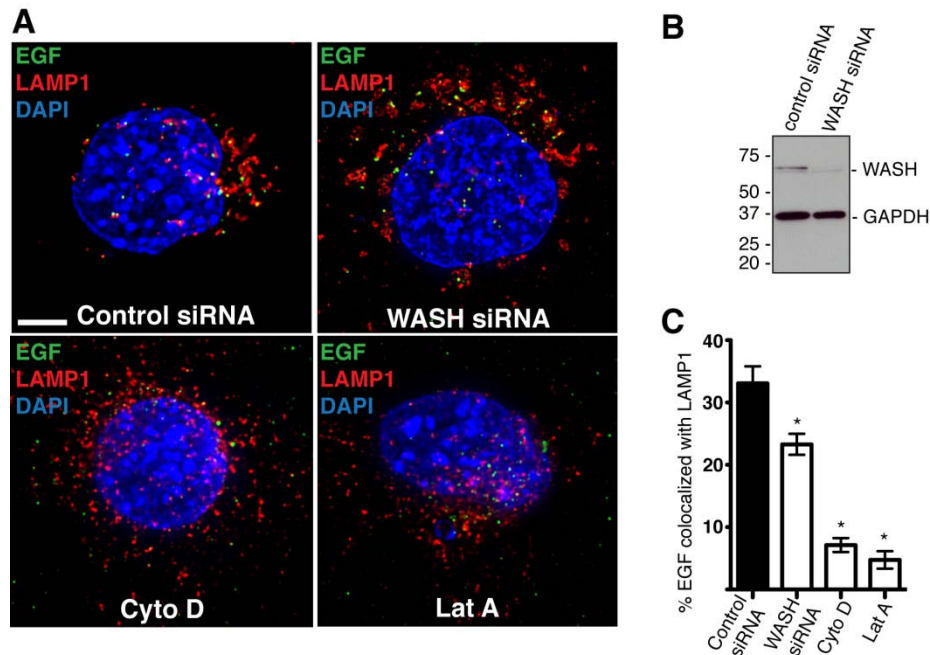 A
EGF
LAMP1
DAPI
Control siRNA
EGF
LAMP1
DAPI
WASH siRNA
EGF
LAMP1
DAPI
Cyto D
EGF
LAMP1
DAPI
Lat A
B
control siRNA
WASH siRNA
75 -
50 -
37 -
25 -
20 -
- WASH
- GAPDH
C
% EGF colocalized with LAMP1
40
30
20
10
*
*
*
Control
siRNA
WASH
siRNA
Cyto D
Lat A